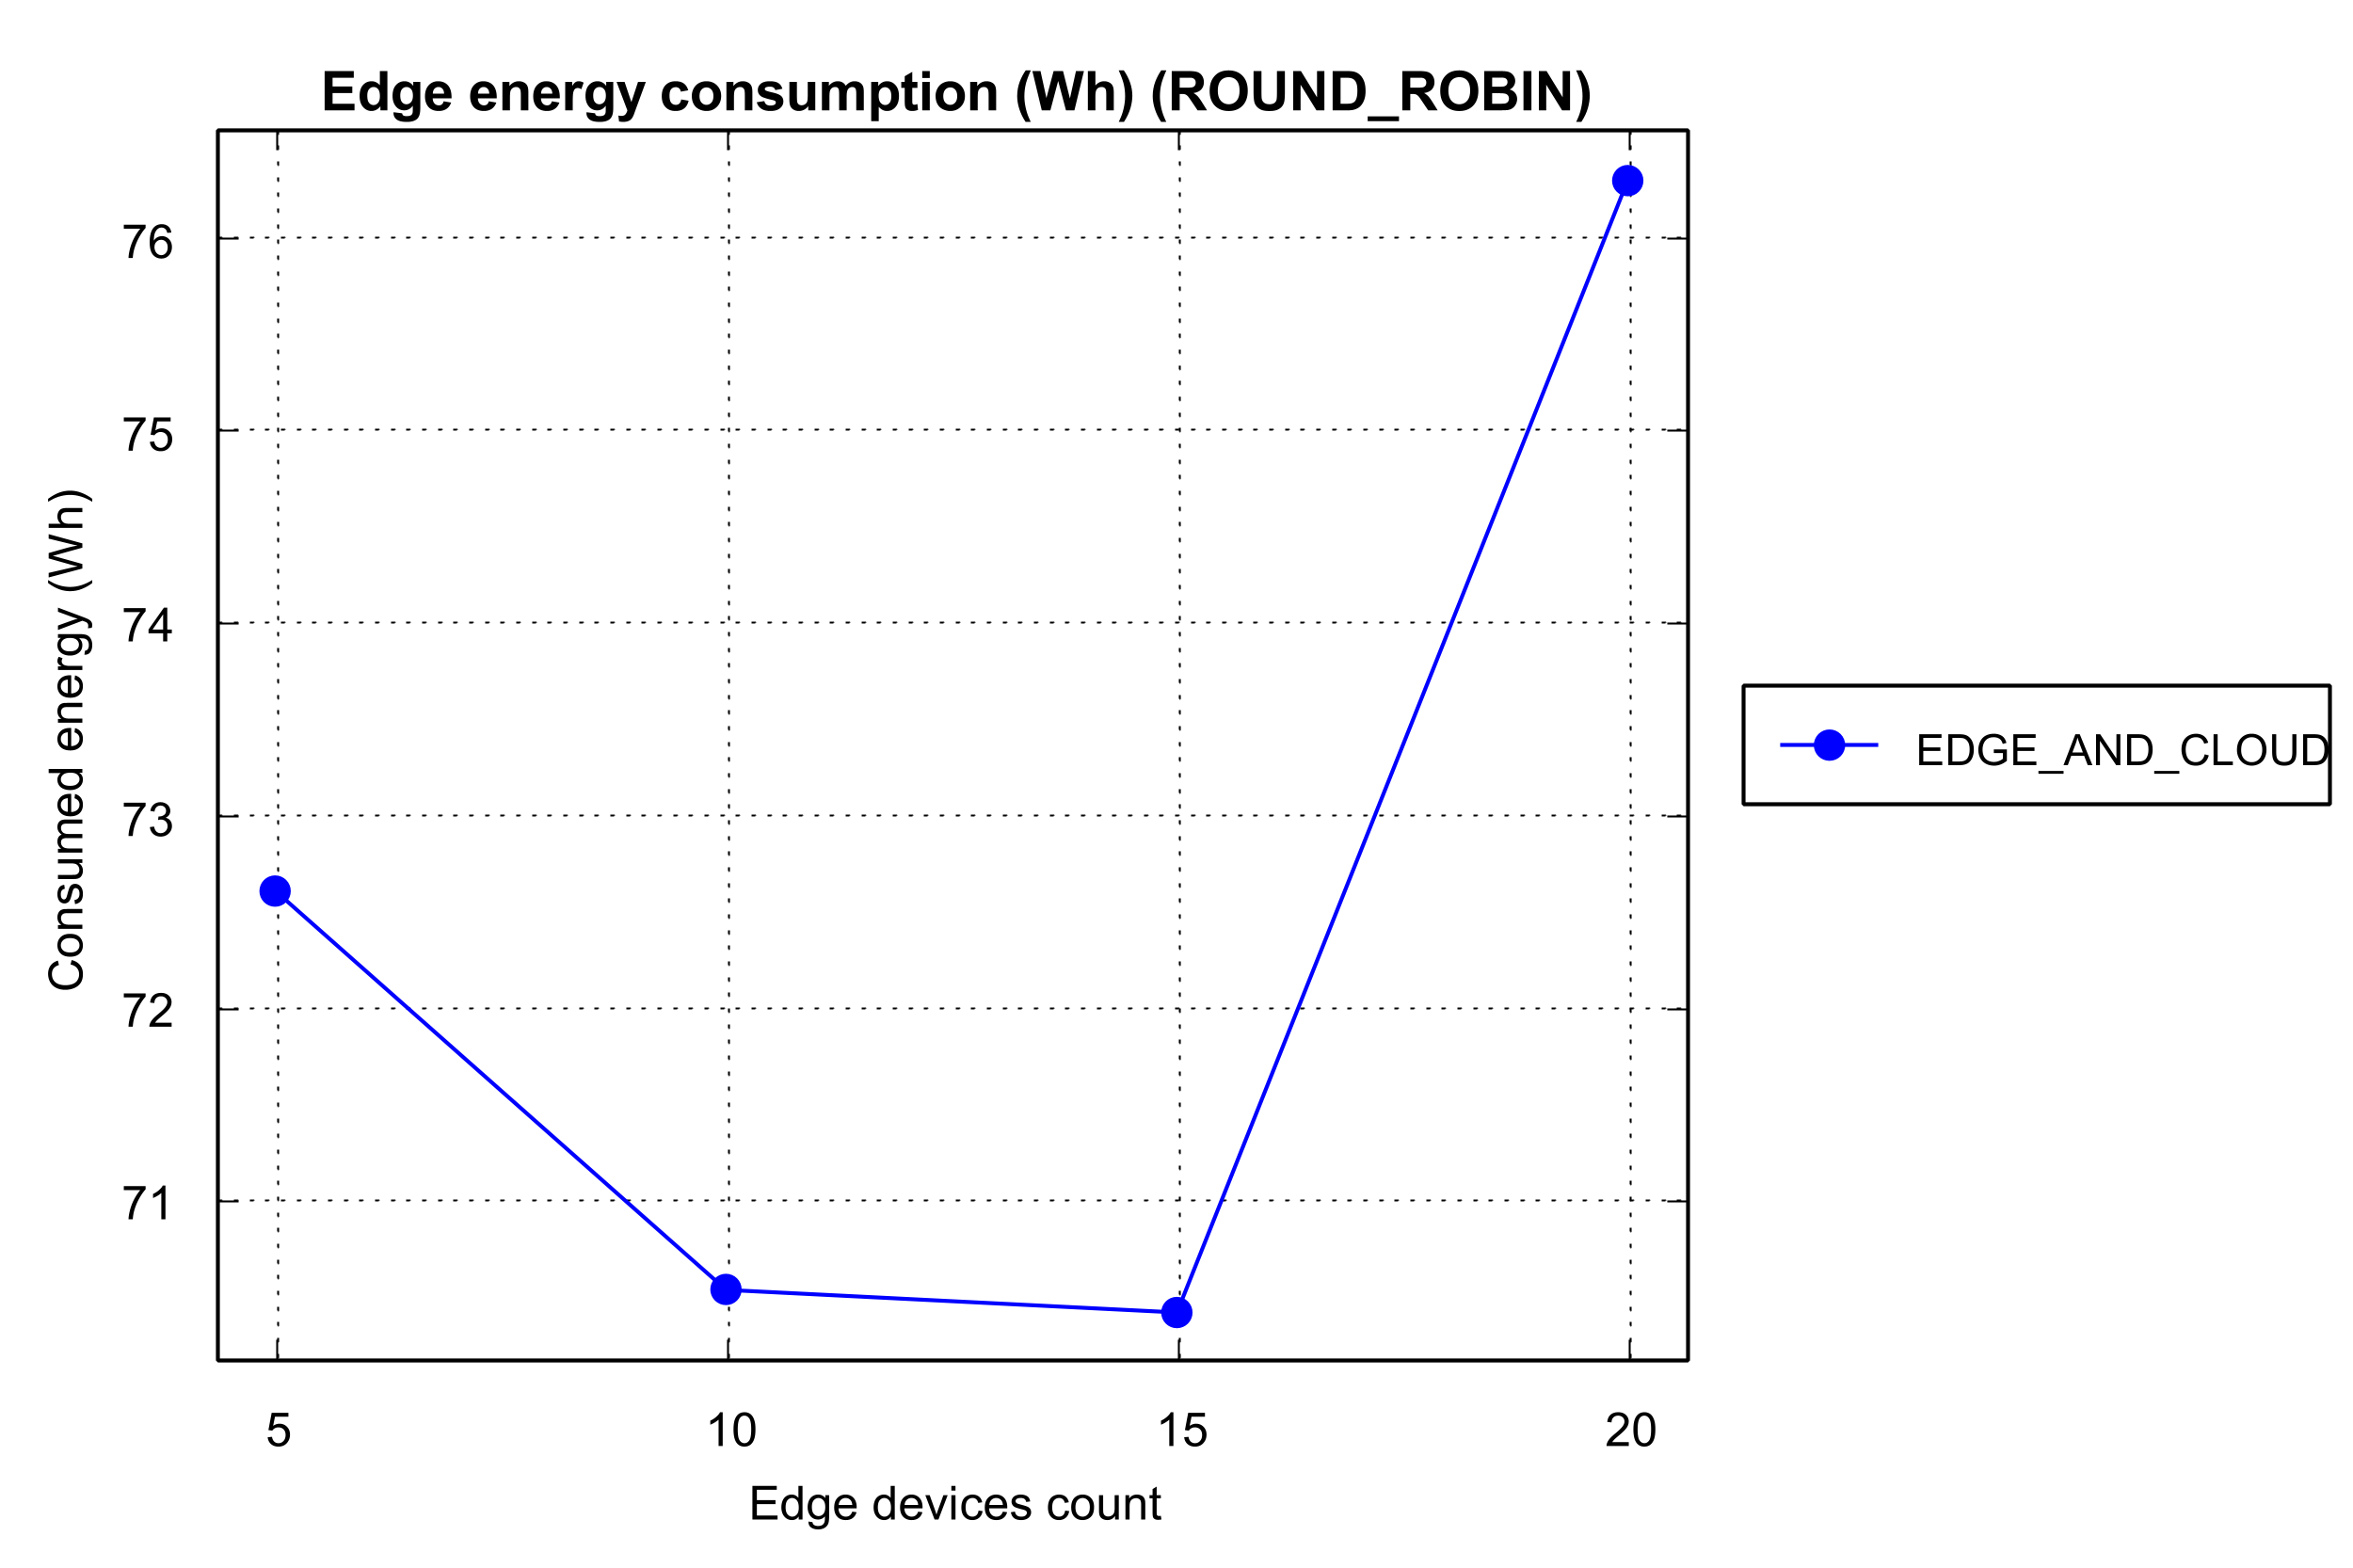 Edge energy consumption (Wh) (ROUND_ROBIN)
Consumed energy (Wh)
76
75
74
73
72
71
5
10
15
20
Edge devices count
EDGE_AND_CLOUD